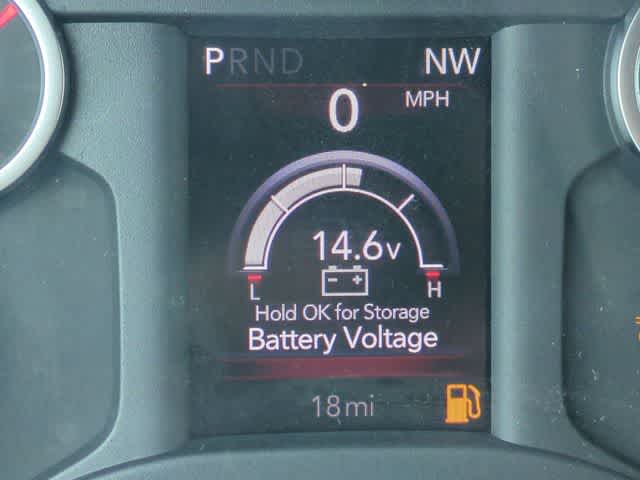 PRND NW
0 MPH
14.6v
- +
L H
Hold OK for Storage
Battery Voltage
18mi